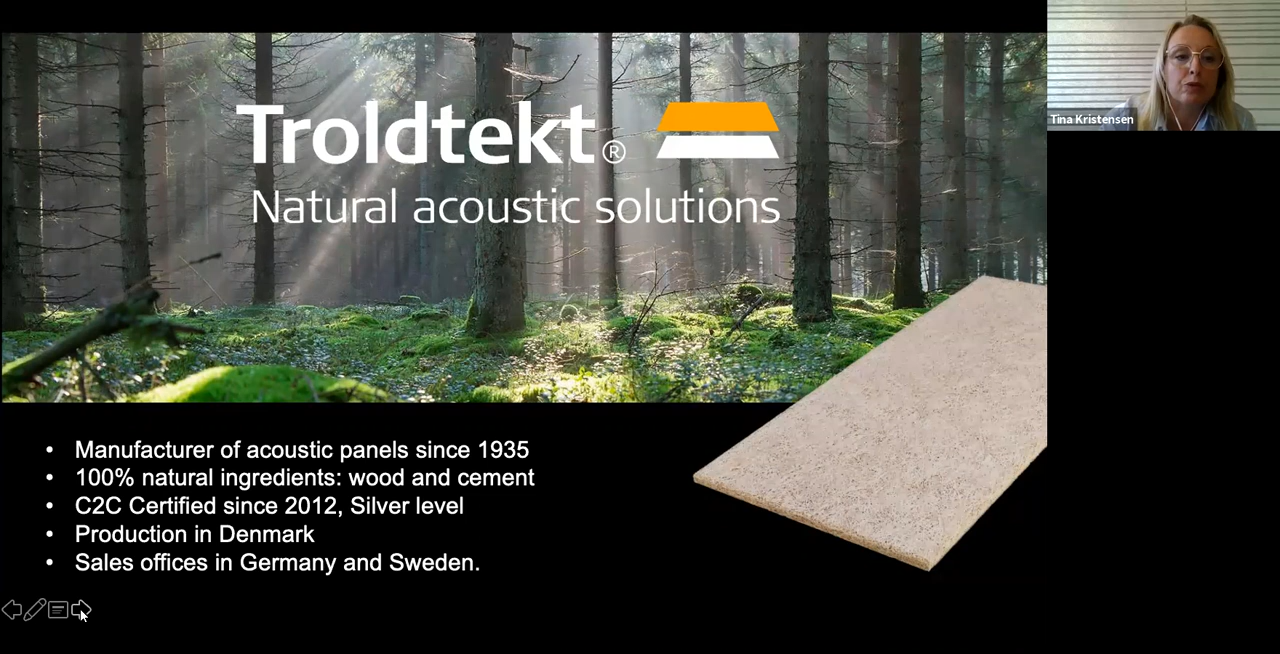 Troldtekt®
Natural acoustic solutions
Tina Kristensen
• Manufacturer of acoustic panels since 1935
• 100% natural ingredients: wood and cement
• C2C Certified since 2012, Silver level
• Production in Denmark
• Sales offices in Germany and Sweden.